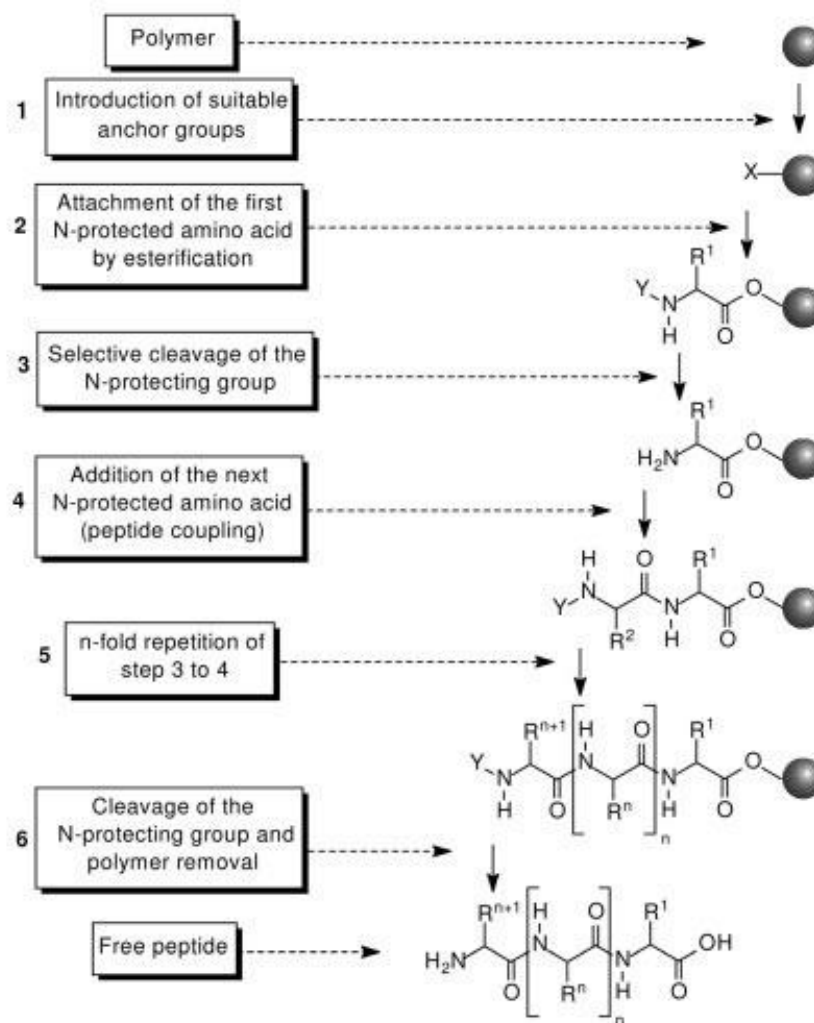 Polymer
1
Introduction of suitable
anchor groups
X
2
Attachment of the first
N-protected amino acid
by esterification
R¹
Y
N
H
O
O
3
Selective cleavage of the
N-protecting group
R¹
H₂N
O
O
4
Addition of the next
N-protected amino acid
(peptide coupling)
H
N
Y
R²
O
N
H
R¹
O
O
5
n-fold repetition of
step 3 to 4
Rⁿ⁺¹
Y
N
H
O
H
N
Rⁿ
O
n
N
H
R¹
O
O
6
Cleavage of the
N-protecting group and
polymer removal
Free peptide
Rⁿ⁺¹
H₂N
O
H
N
Rⁿ
O
n
N
H
R¹
O
OH